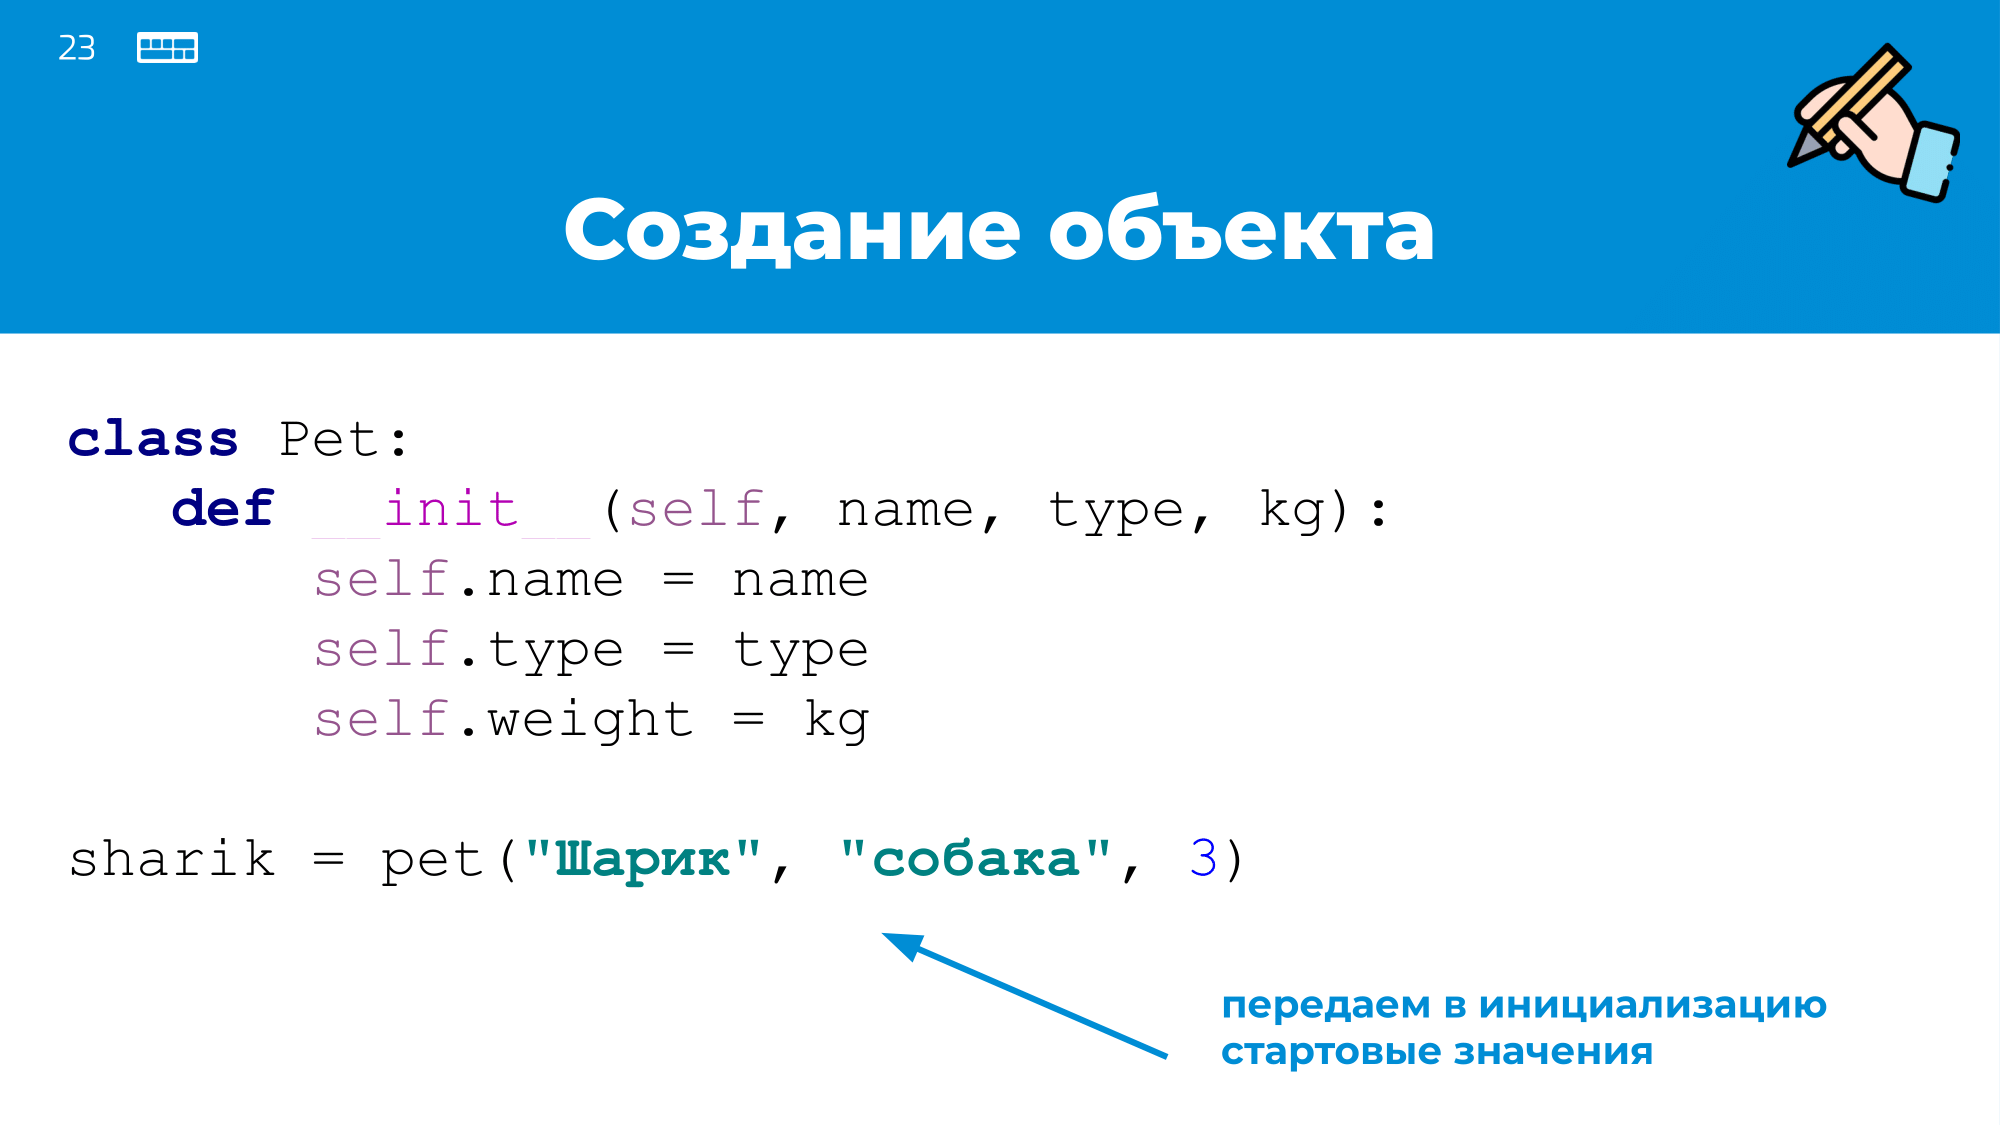 23
Создание объекта
class Pet:
def __init__(self, name, type, kg):
self.name = name
self.type = type
self.weight = kg
sharik = pet("Шарик", "собака", 3)
передаем в инициализацию
стартовые значения